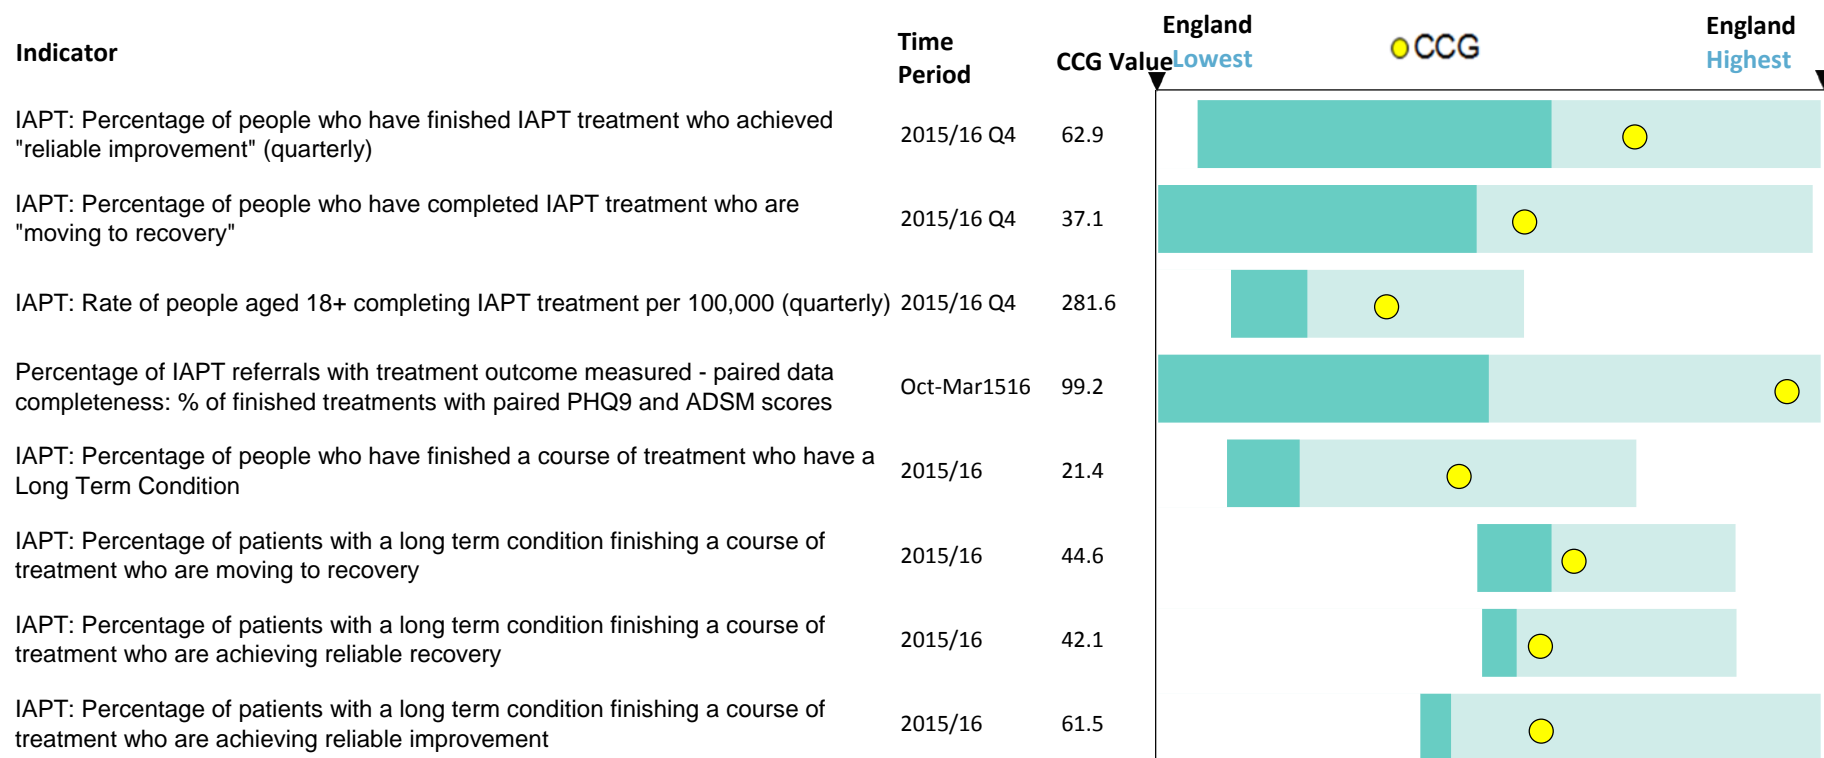 Indicator
Time
Period
CCG Value
England
Lowest
CCG
England
Highest
IAPT: Percentage of people who have finished IAPT treatment who achieved
"reliable improvement" (quarterly)
2015/16 Q4
62.9
IAPT: Percentage of people who have completed IAPT treatment who are
"moving to recovery"
2015/16 Q4
37.1
IAPT: Rate of people aged 18+ completing IAPT treatment per 100,000 (quarterly)
2015/16 Q4
281.6
Percentage of IAPT referrals with treatment outcome measured - paired data
completeness: % of finished treatments with paired PHQ9 and ADSM scores
Oct-Mar1516
99.2
IAPT: Percentage of people who have finished a course of treatment who have a
Long Term Condition
2015/16
21.4
IAPT: Percentage of patients with a long term condition finishing a course of
treatment who are moving to recovery
2015/16
44.6
IAPT: Percentage of patients with a long term condition finishing a course of
treatment who are achieving reliable recovery
2015/16
42.1
IAPT: Percentage of patients with a long term condition finishing a course of
treatment who are achieving reliable improvement
2015/16
61.5